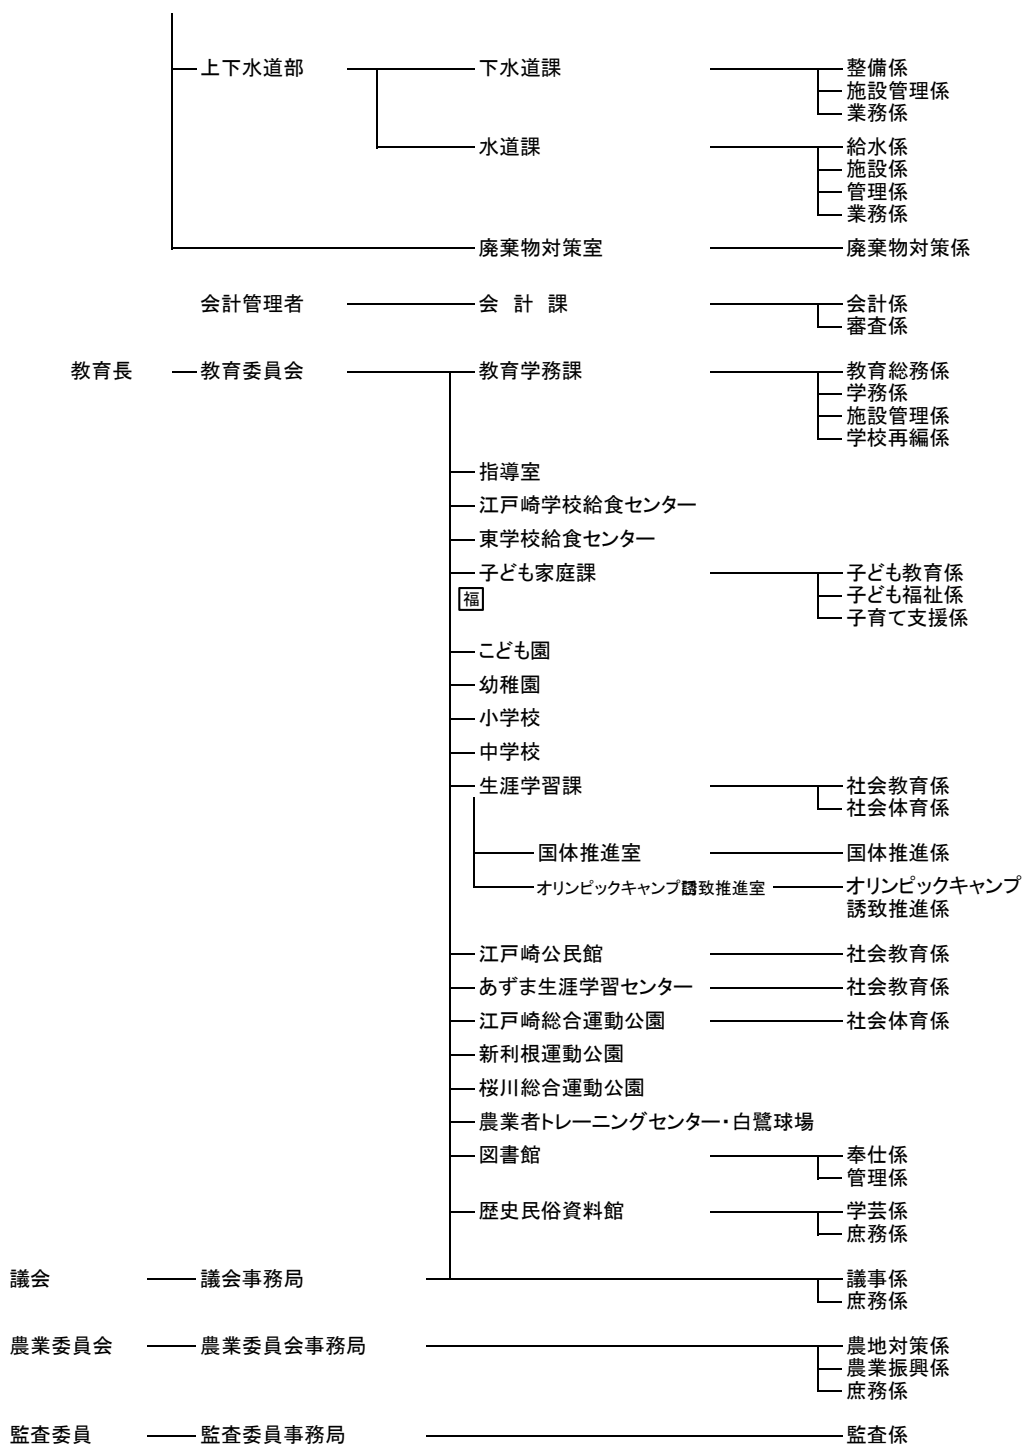 上下水道部 下水道課 整備係
施設管理係
業務係
水道課 給水係
施設係
管理係
業務係
廃棄物対策室 廃棄物対策係
会計管理者 会 計 課 会計係
審査係
教育長 教育委員会 教育学務課 教育総務係
学務係
施設管理係
学校再編係
指導室
江戸崎学校給食センター
東学校給食センター
子ども家庭課 子ども教育係
福 子ども福祉係
子育て支援係
こども園
幼稚園
小学校
中学校
生涯学習課 社会教育係
社会体育係
国体推進室 国体推進係
オリンピックキャンプ誘致推進室 オリンピックキャンプ
誘致推進係
江戸崎公民館 社会教育係
あずま生涯学習センター 社会教育係
江戸崎総合運動公園 社会体育係
新利根運動公園
桜川総合運動公園
農業者トレーニングセンター・白鷺球場
図書館 奉仕係
管理係
歴史民俗資料館 学芸係
庶務係
議会 議会事務局 議事係
庶務係
農業委員会 農業委員会事務局 農地対策係
農業振興係
庶務係
監査委員 監査委員事務局 監査係